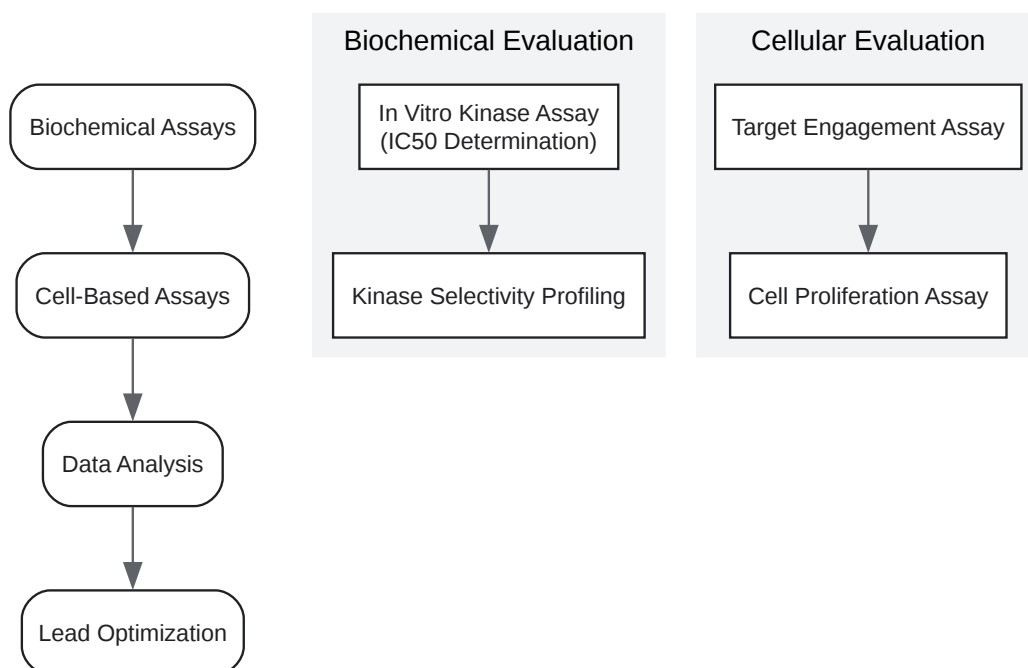 Biochemical Assays
Cell-Based Assays
Data Analysis
Lead Optimization
Biochemical Evaluation
In Vitro Kinase Assay
(IC50 Determination)
Kinase Selectivity Profiling
Cellular Evaluation
Target Engagement Assay
Cell Proliferation Assay